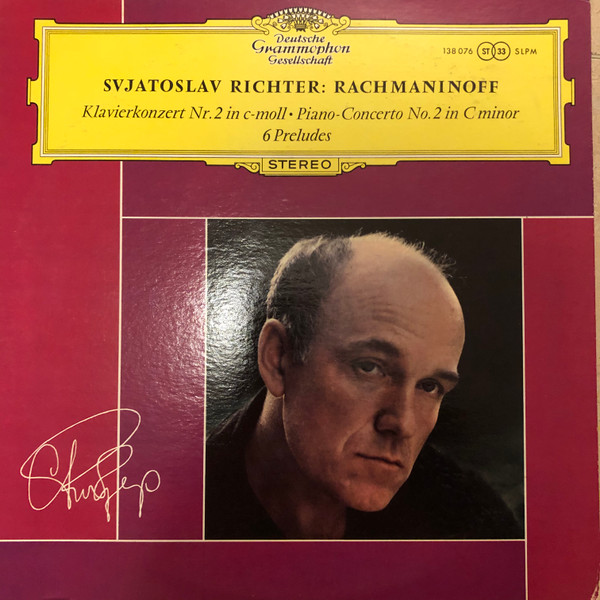 Deutsche
Grammophon
Gesellschaft
138 076 ST 33 SLPM
SVJATOSLAV RICHTER: RACHMANINOFF
Klavierkonzert Nr. 2 in c-moll • Piano-Concerto No. 2 in C minor
6 Preludes
STEREO